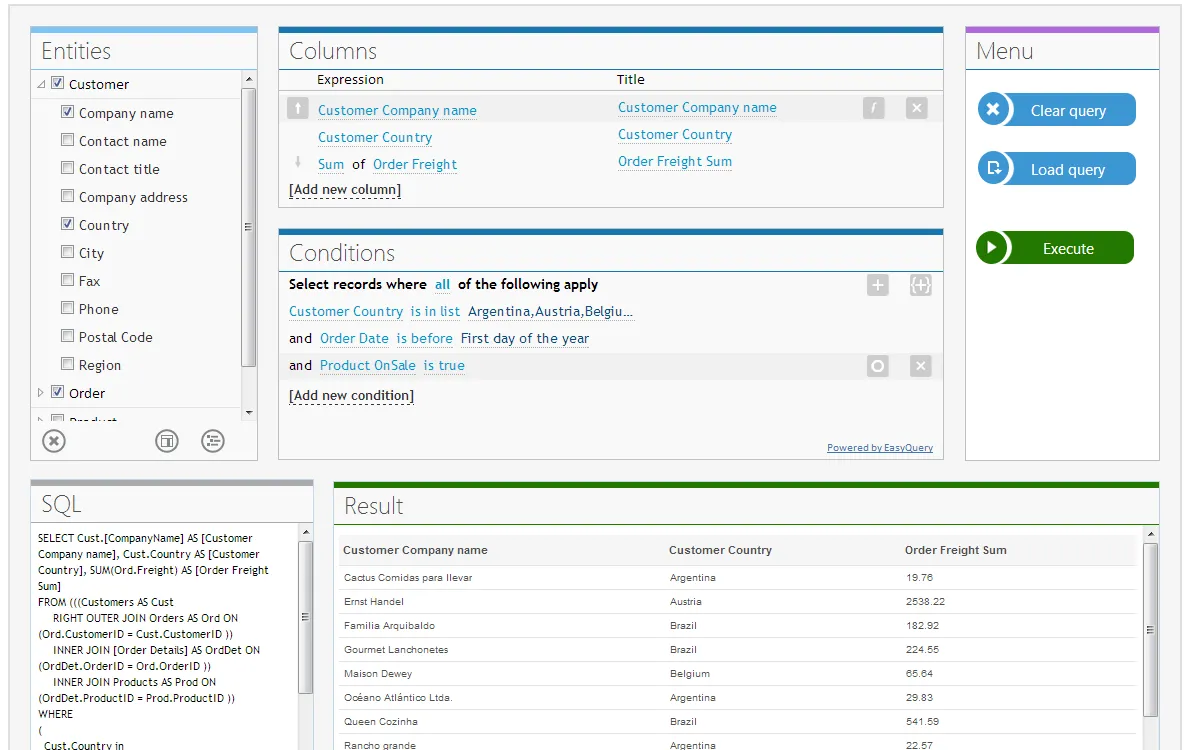 Entities
Customer
Company name
Contact name
Contact title
Company address
Country
City
Fax
Phone
Postal Code
Region
Order
Product
Columns
Expression Title
Customer Company name Customer Company name
Customer Country Customer Country
Sum of Order Freight Order Freight Sum
[Add new column]
Conditions
Select records where all of the following apply
Customer Country is in list Argentina,Austria,Belgiu...
and Order Date is before First day of the year
and Product OnSale is true
[Add new condition]
Powered by EasyQuery
Menu
Clear query
Load query
Execute
SQL
SELECT Cust.[CompanyName] AS [Customer
Company name], Cust.Country AS [Customer
Country], SUM(Ord.Freight) AS [Order Freight
Sum]
FROM (((Customers AS Cust
RIGHT OUTER JOIN Orders AS Ord ON
(Ord.CustomerID = Cust.CustomerID ))
INNER JOIN [Order Details] AS OrdDet ON
(OrdDet.OrderID = Ord.OrderID ))
INNER JOIN Products AS Prod ON
(OrdDet.ProductID = Prod.ProductID ))
WHERE
(
Cust.Country in
Result
Customer Company name Customer Country Order Freight Sum
Cactus Comidas para llevar Argentina 19.76
Ernst Handel Austria 2538.22
Familia Arquibaldo Brazil 182.92
Gourmet Lanchonetes Brazil 224.55
Maison Dewey Belgium 65.64
Océano Atlántico Ltda. Argentina 29.83
Queen Cozinha Brazil 541.59
Rancho grande Argentina 22.57